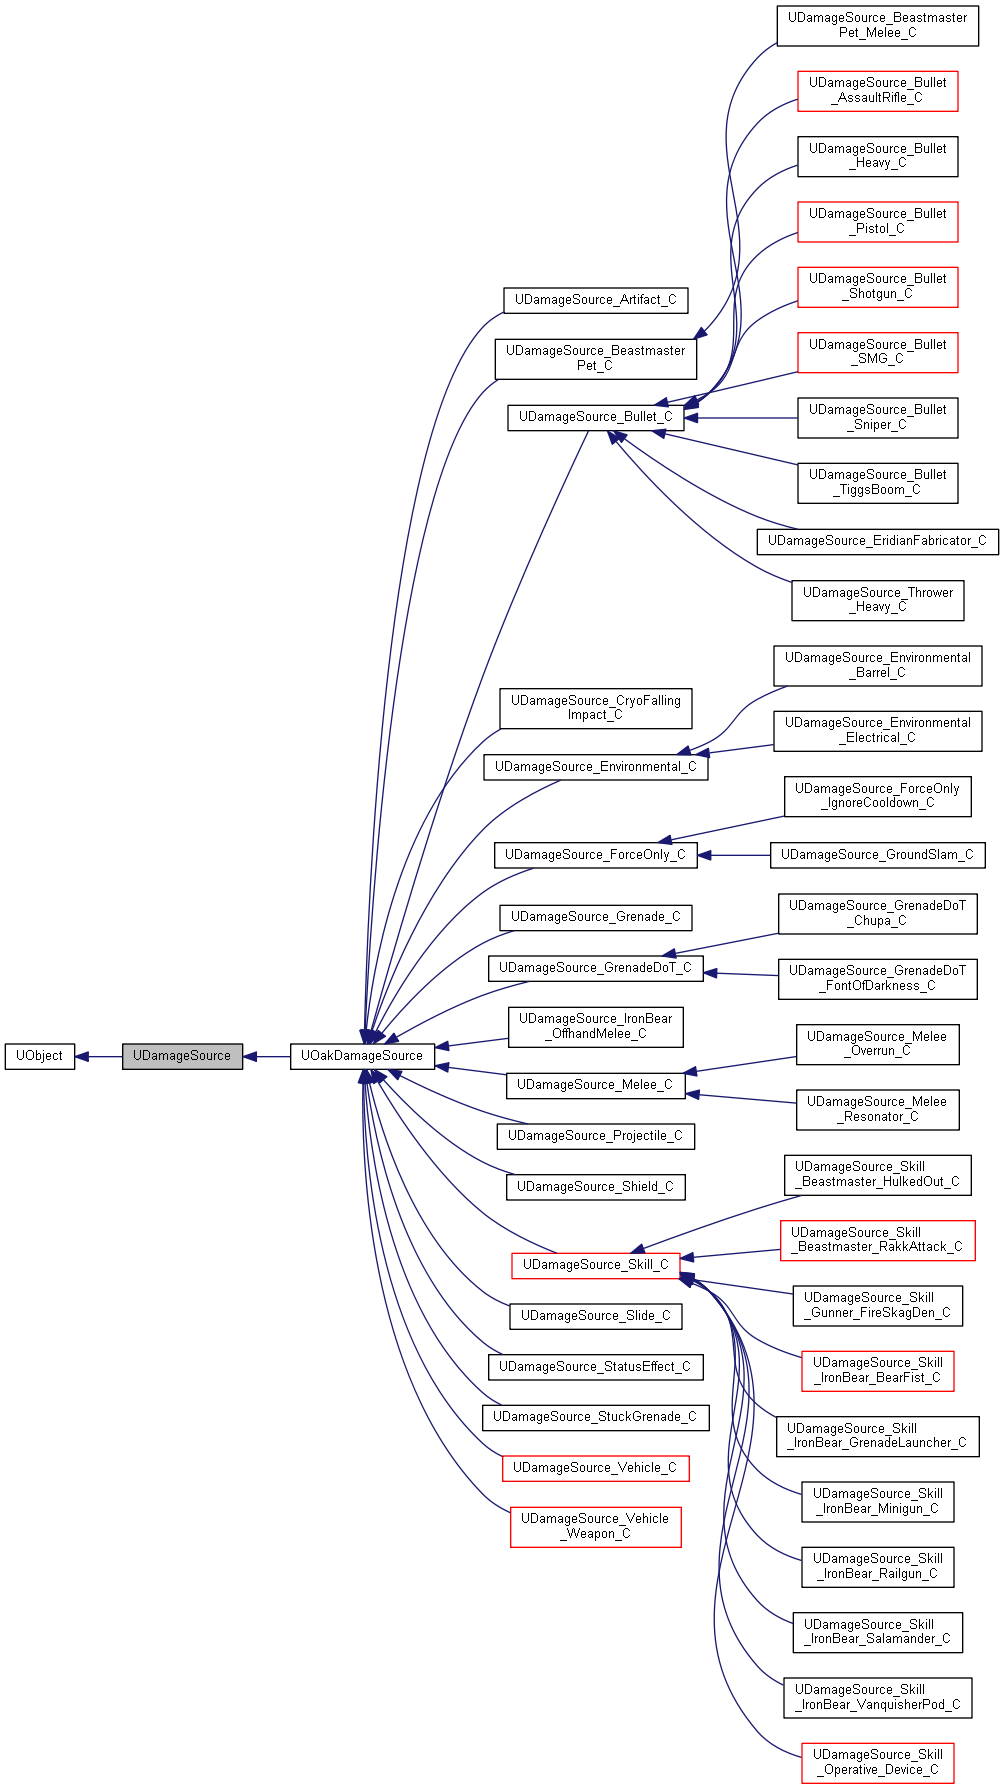 UObject
UDamageSource
UOakDamageSource
UDamageSource_Artifact_C
UDamageSource_Beastmaster
Pet_C
UDamageSource_Bullet_C
UDamageSource_CryoFalling
Impact_C
UDamageSource_Environmental_C
UDamageSource_ForceOnly_C
UDamageSource_Grenade_C
UDamageSource_GrenadeDoT_C
UDamageSource_IronBear
_OffhandMelee_C
UDamageSource_Melee_C
UDamageSource_Projectile_C
UDamageSource_Shield_C
UDamageSource_Skill_C
UDamageSource_Slide_C
UDamageSource_StatusEffect_C
UDamageSource_StuckGrenade_C
UDamageSource_Vehicle_C
UDamageSource_Vehicle
_Weapon_C
UDamageSource_Beastmaster
Pet_Melee_C
UDamageSource_Bullet
_AssaultRifle_C
UDamageSource_Bullet
_Heavy_C
UDamageSource_Bullet
_Pistol_C
UDamageSource_Bullet
_Shotgun_C
UDamageSource_Bullet
_SMG_C
UDamageSource_Bullet
_Sniper_C
UDamageSource_Bullet
_TiggsBoom_C
UDamageSource_EridianFabricator_C
UDamageSource_Thrower
_Heavy_C
UDamageSource_Environmental
_Barrel_C
UDamageSource_Environmental
_Electrical_C
UDamageSource_ForceOnly
_IgnoreCooldown_C
UDamageSource_GroundSlam_C
UDamageSource_GrenadeDoT
_Chupa_C
UDamageSource_GrenadeDoT
_FontOfDarkness_C
UDamageSource_Melee
_Overrun_C
UDamageSource_Melee
_Resonator_C
UDamageSource_Skill
_Beastmaster_HulkedOut_C
UDamageSource_Skill
_Beastmaster_RakkAttack_C
UDamageSource_Skill
_Gunner_FireSkagDen_C
UDamageSource_Skill
_IronBear_BearFist_C
UDamageSource_Skill
_IronBear_GrenadeLauncher_C
UDamageSource_Skill
_IronBear_Minigun_C
UDamageSource_Skill
_IronBear_Railgun_C
UDamageSource_Skill
_IronBear_Salamander_C
UDamageSource_Skill
_IronBear_VanquisherPod_C
UDamageSource_Skill
_Operative_Device_C